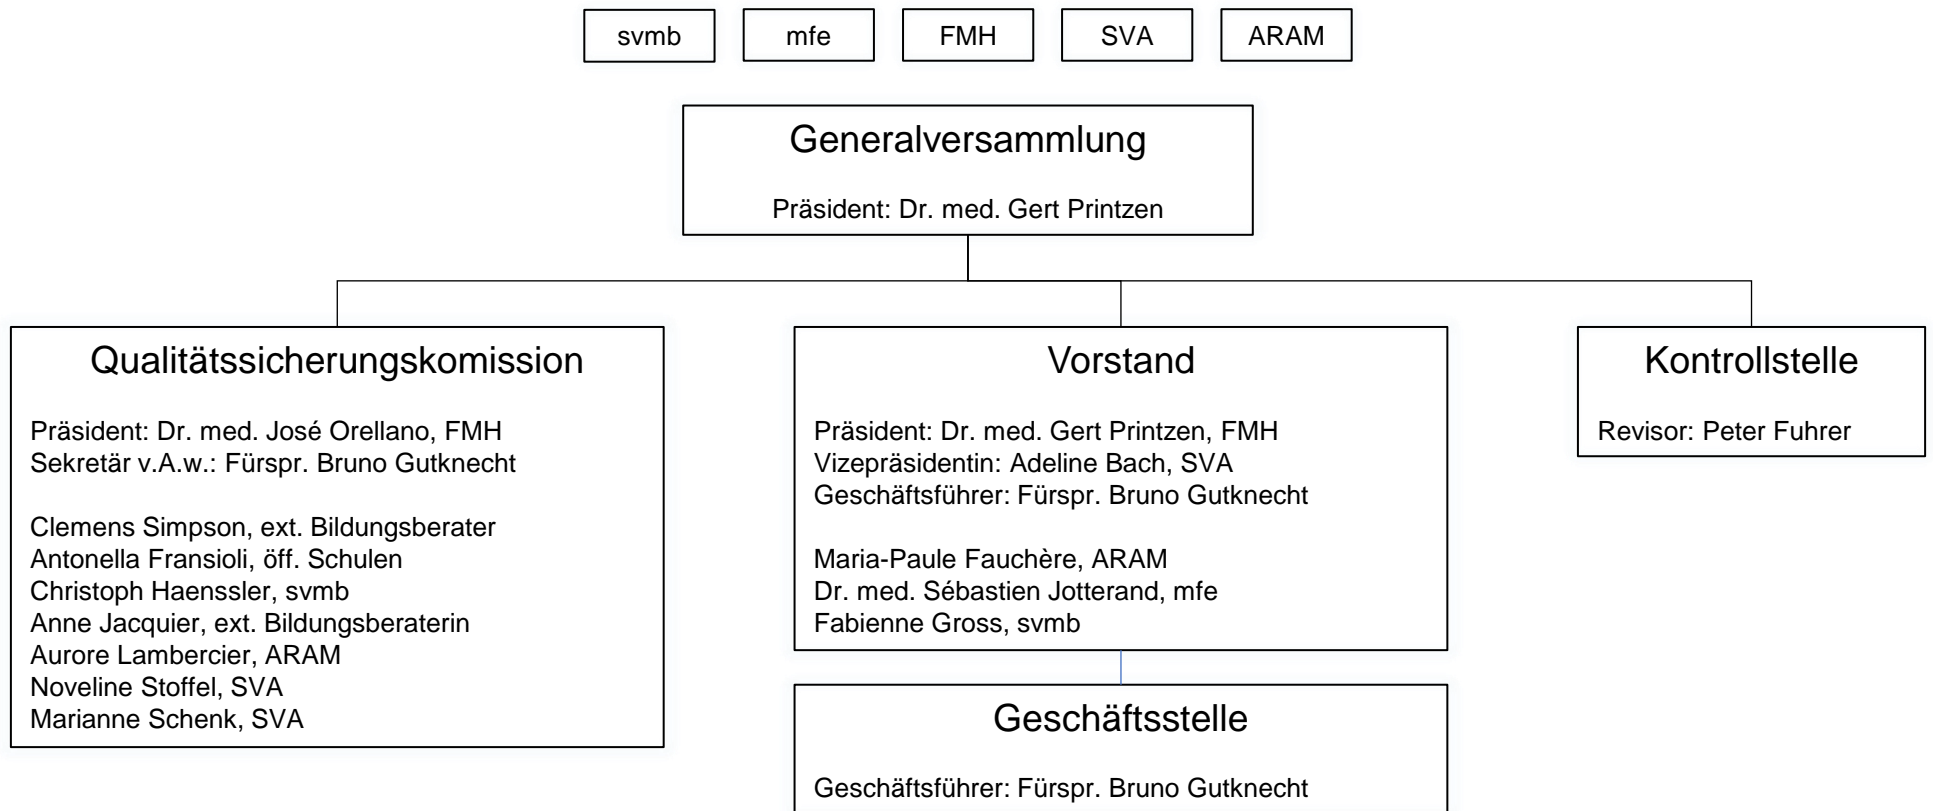 svmb
mfe
FMH
SVA
ARAM
Generalversammlung
Präsident: Dr. med. Gert Printzen
Qualitätssicherungskomission
Präsident: Dr. med. José Orellano, FMH
Sekretär v.A.w.: Fürspr. Bruno Gutknecht
Clemens Simpson, ext. Bildungsberater
Antonella Fransioli, öff. Schulen
Christoph Haenssler, svmb
Anne Jacquier, ext. Bildungsberaterin
Aurore Lambercier, ARAM
Noveline Stoffel, SVA
Marianne Schenk, SVA
Vorstand
Präsident: Dr. med. Gert Printzen, FMH
Vizepräsidentin: Adeline Bach, SVA
Geschäftsführer: Fürspr. Bruno Gutknecht
Maria-Paule Fauchère, ARAM
Dr. med. Sébastien Jotterand, mfe
Fabienne Gross, svmb
Kontrollstelle
Revisor: Peter Fuhrer
Geschäftsstelle
Geschäftsführer: Fürspr. Bruno Gutknecht